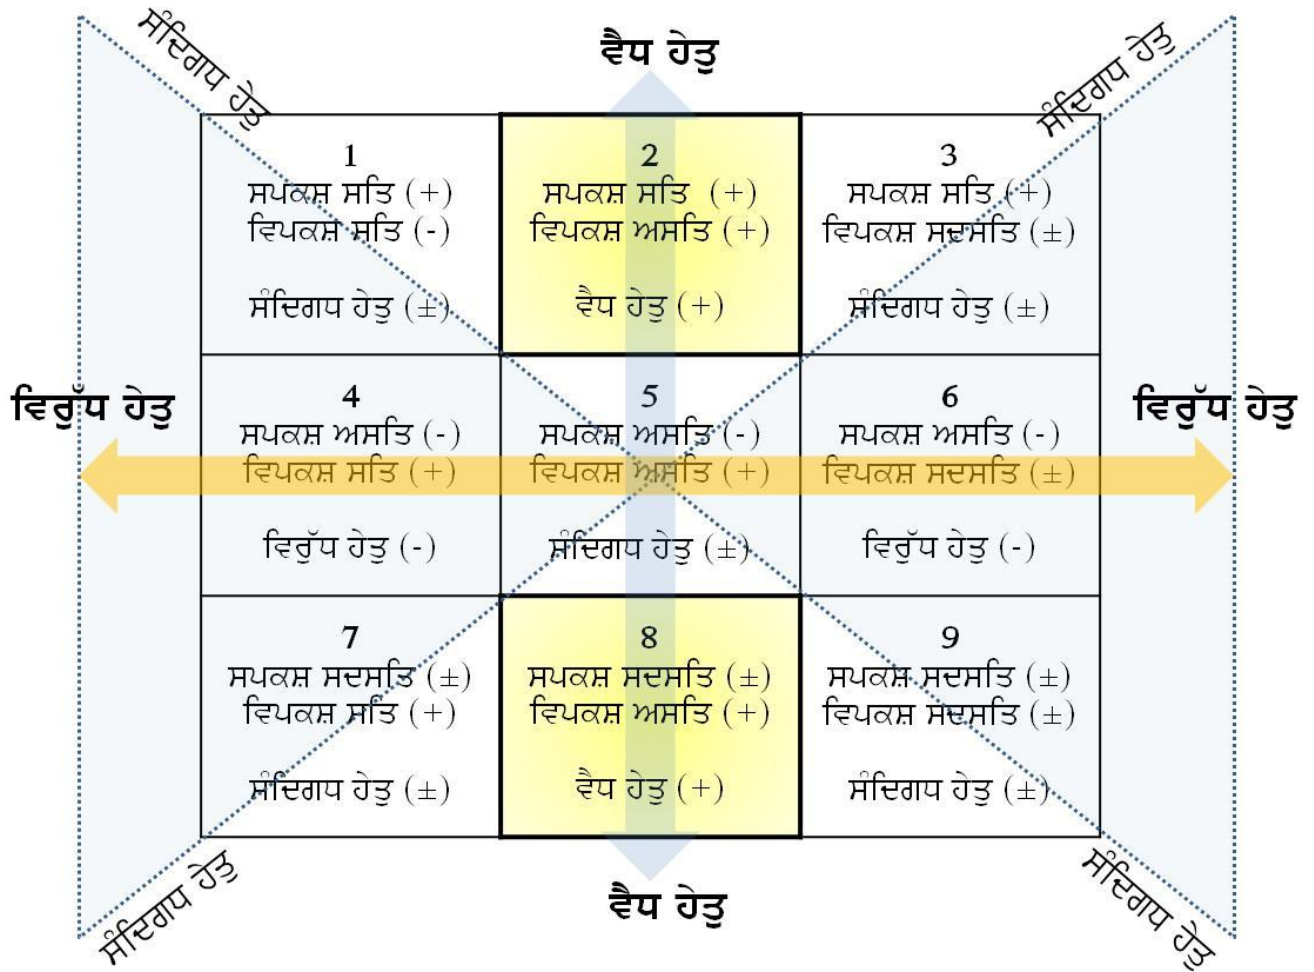 ਸੰਦਿਗਧ ਹੇਤੁ
ਵੈਧ ਹੇਤੁ
ਸੰਦਿਗਧ ਹੇਤੁ
1
ਸਪਕਸ਼ ਸਤਿ (+)
ਵਿਪਕਸ਼ ਸਤਿ (-)
ਸੰਦਿਗਧ ਹੇਤੁ (±)
2
ਸਪਕਸ਼ ਸਤਿ (+)
ਵਿਪਕਸ਼ ਅਸਤਿ (+)
ਵੈਧ ਹੇਤੁ (+)
3
ਸਪਕਸ਼ ਸਤਿ (+)
ਵਿਪਕਸ਼ ਸਦਸਤਿ (±)
ਸੰਦਿਗਧ ਹੇਤੁ (±)
ਵਿਰੁੱਧ ਹੇਤੁ
4
ਸਪਕਸ਼ ਅਸਤਿ (-)
ਵਿਪਕਸ਼ ਸਤਿ (+)
ਵਿਰੁੱਧ ਹੇਤੁ (-)
5
ਸਪਕਸ਼ ਅਸਤਿ (-)
ਵਿਪਕਸ਼ ਅਸਤਿ (+)
ਸੰਦਿਗਧ ਹੇਤੁ (±)
6
ਸਪਕਸ਼ ਅਸਤਿ (-)
ਵਿਪਕਸ਼ ਸਦਸਤਿ (±)
ਵਿਰੁੱਧ ਹੇਤੁ (-)
ਵਿਰੁੱਧ ਹੇਤੁ
7
ਸਪਕਸ਼ ਸਦਸਤਿ (±)
ਵਿਪਕਸ਼ ਸਤਿ (+)
ਸੰਦਿਗਧ ਹੇਤੁ (±)
8
ਸਪਕਸ਼ ਸਦਸਤਿ (±)
ਵਿਪਕਸ਼ ਅਸਤਿ (+)
ਵੈਧ ਹੇਤੁ (+)
9
ਸਪਕਸ਼ ਸਦਸਤਿ (±)
ਵਿਪਕਸ਼ ਸਦਸਤਿ (±)
ਸੰਦਿਗਧ ਹੇਤੁ (±)
ਸੰਦਿਗਧ ਹੇਤੁ
ਵੈਧ ਹੇਤੁ
ਸੰਦਿਗਧ ਹੇਤੁ